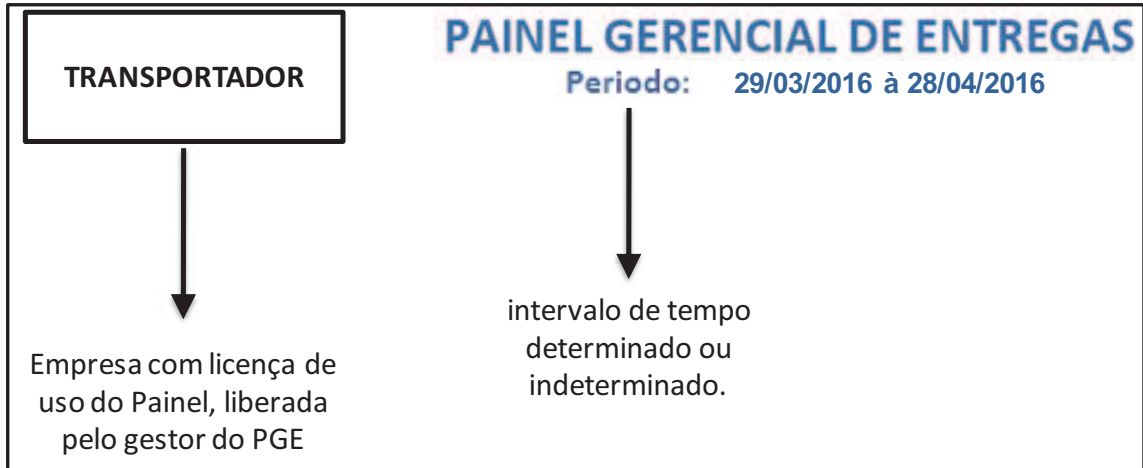 TRANSPORTADOR
PAINEL GERENCIAL DE ENTREGAS
Periodo: 29/03/2016 à 28/04/2016
Empresa com licença de
uso do Painel, liberada
pelo gestor do PGE
intervalo de tempo
determinado ou
indeterminado.